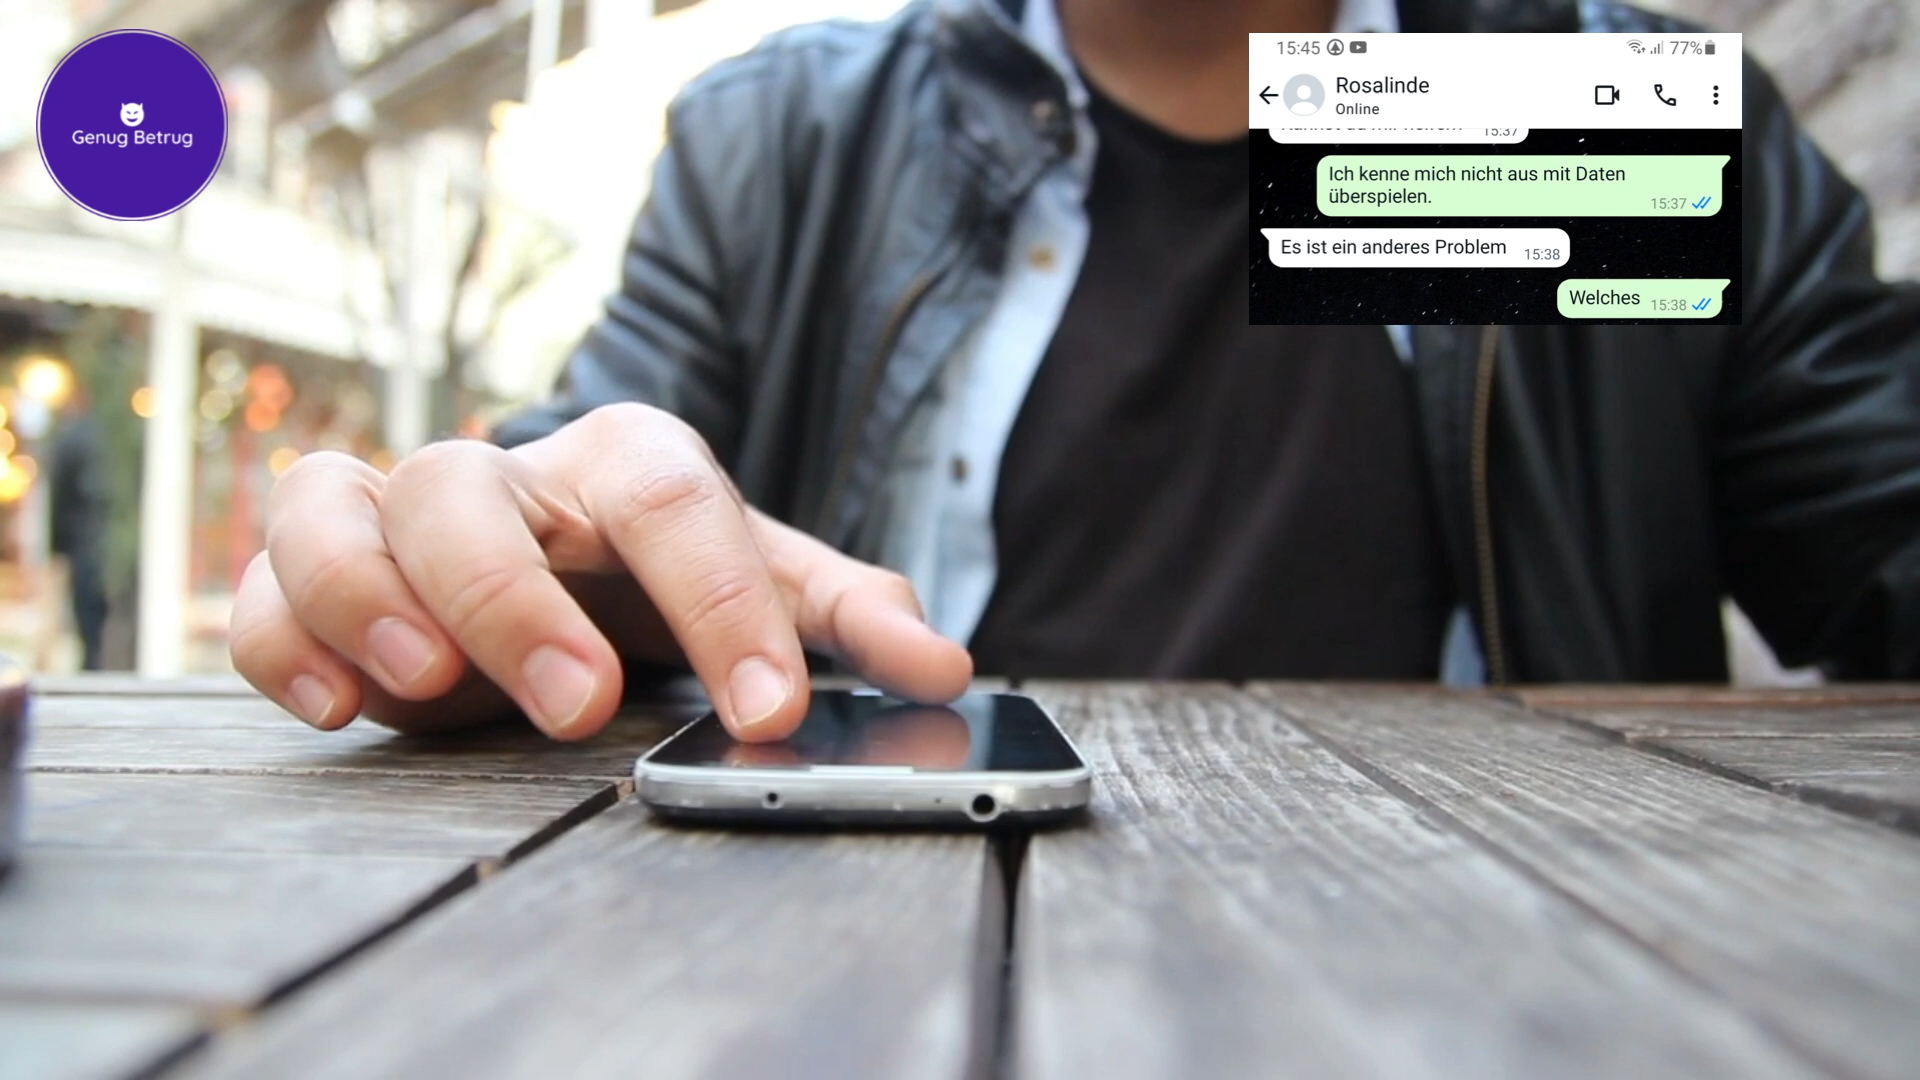 Genug Betrug
15:45
77%
Rosalinde
Online
15:37
Ich kenne mich nicht aus mit Daten
überspielen.
15:37
Es ist ein anderes Problem
15:38
Welches
15:38